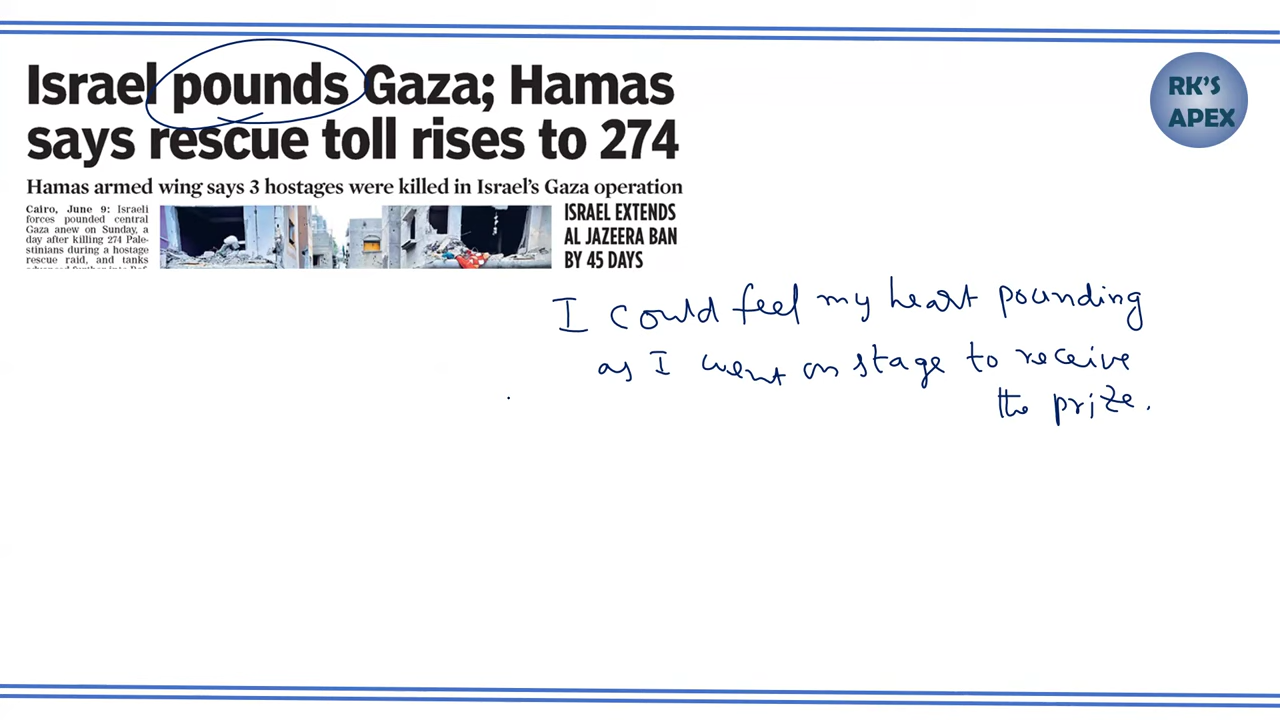 Israel pounds Gaza; Hamas
says rescue toll rises to 274
Hamas armed wing says 3 hostages were killed in Israel's Gaza operation
Cairo, June 9: Israeli
forces pounded central
Gaza anew on Sunday, a
day after killing 274 Pale-
stinians during a hostage
rescue raid, and tanks
ISRAEL EXTENDS
AL JAZEERA BAN
BY 45 DAYS
RK'S
APEX
I could feel my heart pounding
as I went on stage to receive
the prize.